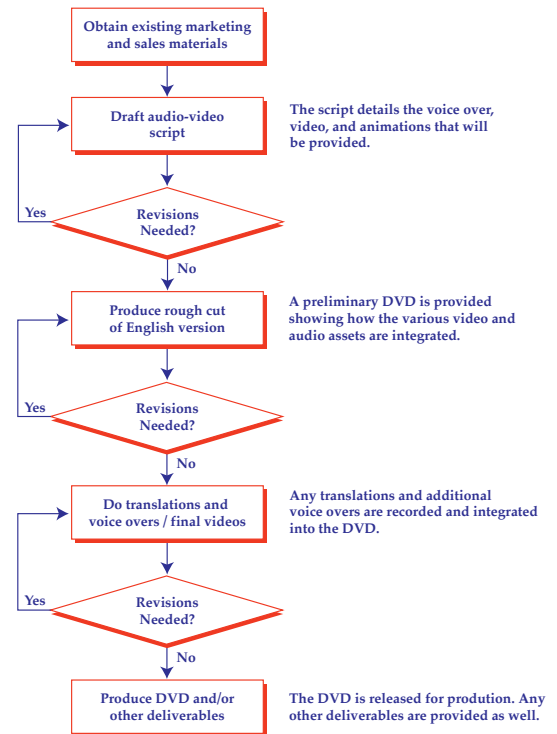 Obtain existing marketing
and sales materials
Draft audio-video
script
The script details the voice over,
video, and animations that will
be provided.
Yes
Revisions
Needed?
No
Produce rough cut
of English version
A preliminary DVD is provided
showing how the various video and
audio assets are integrated.
Yes
Revisions
Needed?
No
Do translations and
voice overs / final videos
Any translations and additional
voice overs are recorded and integrated
into the DVD.
Yes
Revisions
Needed?
No
Produce DVD and/or
other deliverables
The DVD is released for prodution. Any
other deliverables are provided as well.